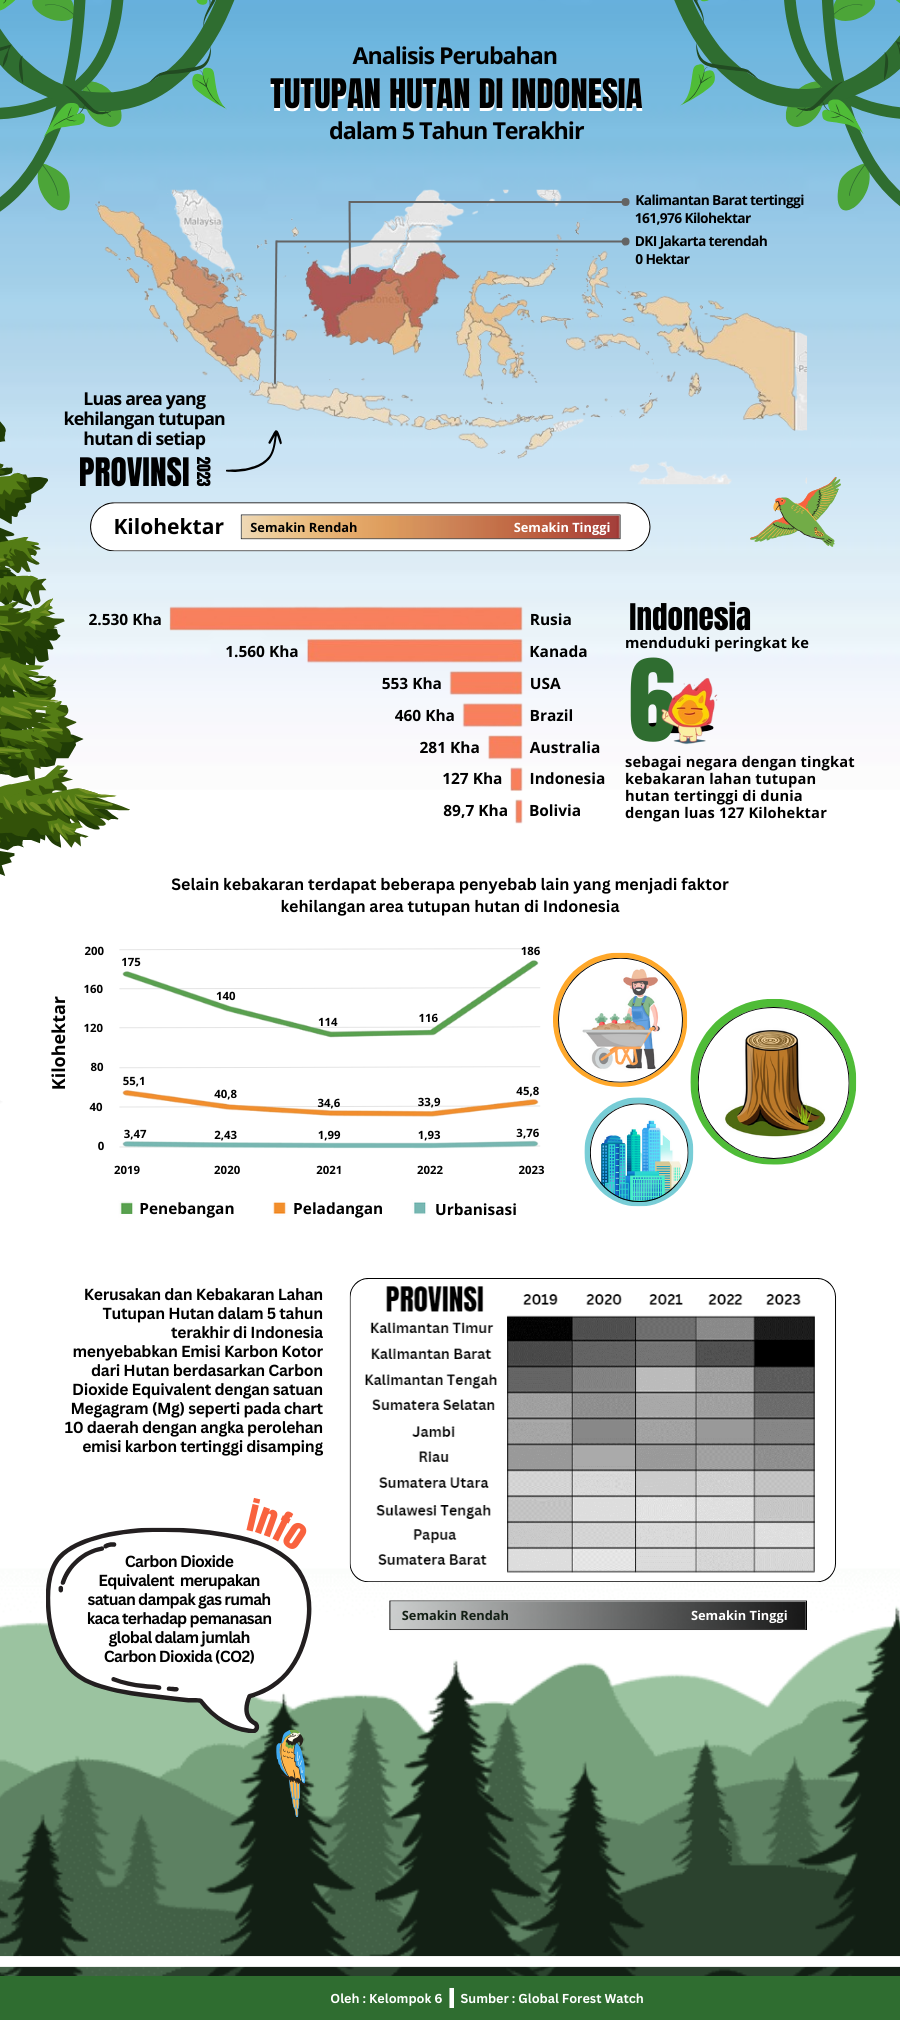 Analisis Perubahan
TUTUPAN HUTAN DI INDONESIA
dalam 5 Tahun Terakhir
Malaysia
Kalimantan Barat tertinggi
161,976 Kilohektar
DKI Jakarta terendah
0 Hektar
Indonesia
Pa
Luas area yang
kehilangan tutupan
hutan di setiap
PROVINSI 2023
Kilohektar
Semakin Rendah
Semakin Tinggi
2.530 Kha Rusia
1.560 Kha Kanada
553 Kha USA
460 Kha Brazil
281 Kha Australia
127 Kha Indonesia
89,7 Kha Bolivia
Indonesia
menduduki peringkat ke
6
sebagai negara dengan tingkat
kebakaran lahan tutupan
hutan tertinggi di dunia
dengan luas 127 Kilohektar
Selain kebakaran terdapat beberapa penyebab lain yang menjadi faktor
kehilangan area tutupan hutan di Indonesia
Kilohektar
200
160
120
80
40
0
175 140 114 116 186
55,1 40,8 34,6 33,9 45,8
3,47 2,43 1,99 1,93 3,76
2019 2020 2021 2022 2023
Penebangan Peladangan Urbanisasi
Kerusakan dan Kebakaran Lahan
Tutupan Hutan dalam 5 tahun
terakhir di Indonesia
menyebabkan Emisi Karbon Kotor
dari Hutan berdasarkan Carbon
Dioxide Equivalent dengan satuan
Megagram (Mg) seperti pada chart
10 daerah dengan angka perolehan
emisi karbon tertinggi disamping
PROVINSI 2019 2020 2021 2022 2023
Kalimantan Timur
Kalimantan Barat
Kalimantan Tengah
Sumatera Selatan
Jambi
Riau
Sumatera Utara
Sulawesi Tengah
Papua
Sumatera Barat
Semakin Rendah
Semakin Tinggi
info
Carbon Dioxide
Equivalent merupakan
satuan dampak gas rumah
kaca terhadap pemanasan
global dalam jumlah
Carbon Dioxida (CO2)
Oleh : Kelompok 6 Sumber : Global Forest Watch